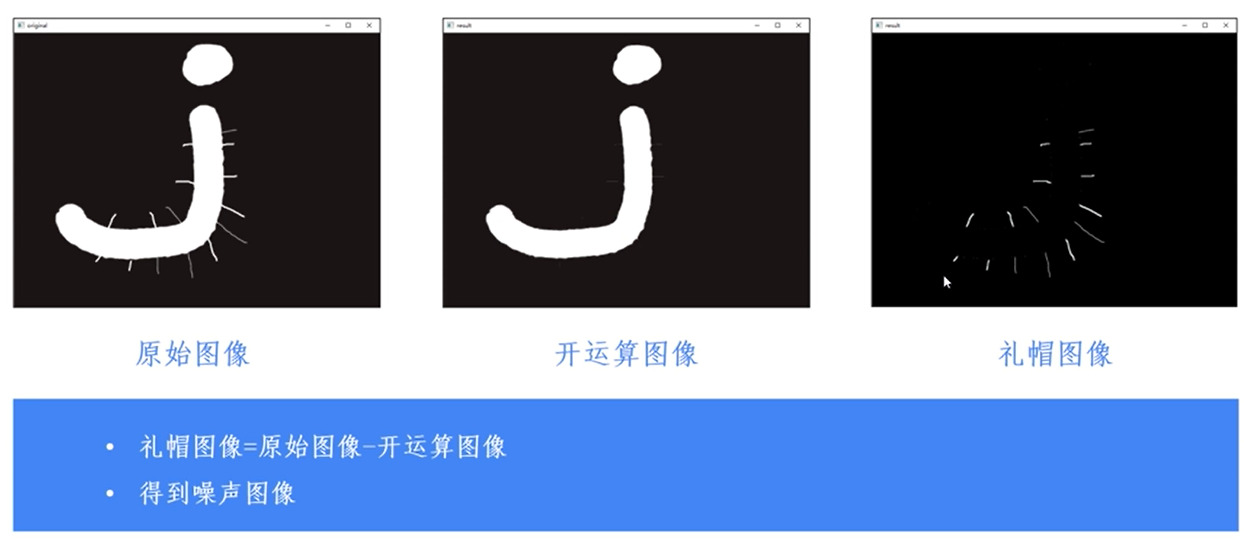 original
result
result
原始图像
开运算图像
礼帽图像
• 礼帽图像=原始图像-开运算图像
• 得到噪声图像